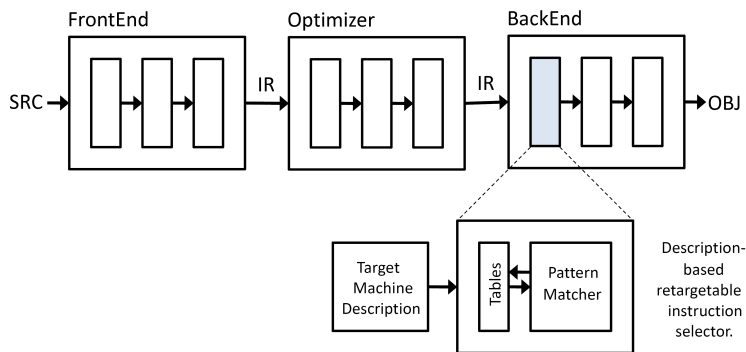 FrontEnd
Optimizer
BackEnd
SRC
IR
IR
OBJ
Target
Machine
Description
Tables
Pattern
Matcher
Description-
based
retargetable
instruction
selector.